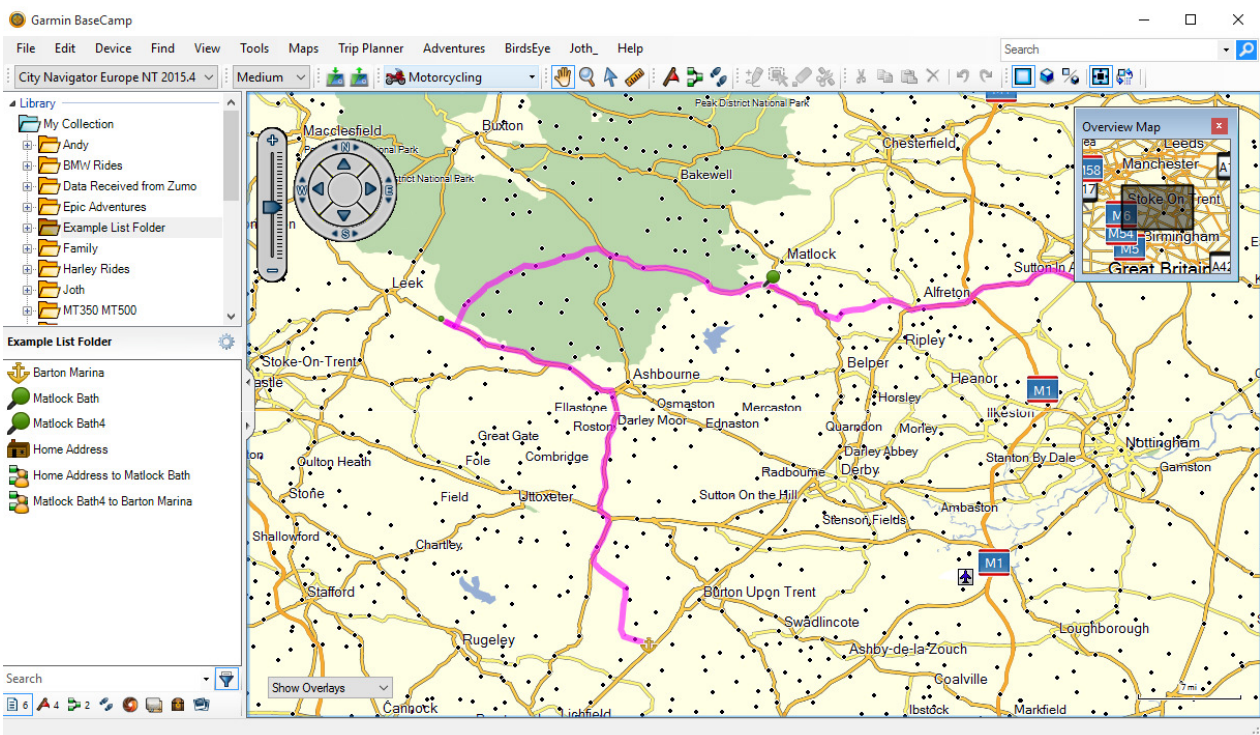 Garmin BaseCamp
File Edit Device Find View Tools Maps Trip Planner Adventures BirdsEye Joth_ Help
Search
City Navigator Europe NT 2015.4
Medium
Motorcycling
Library
My Collection
Andy
BMW Rides
Data Received from Zumo
Epic Adventures
Example List Folder
Family
Harley Rides
Joth
MT350 MT500
Example List Folder
Barton Marina
Matlock Bath
Matlock Bath4
Home Address
Home Address to Matlock Bath
Matlock Bath4 to Barton Marina
Search
6 4 2
Peak District National Park
Macclesfield
Buxton
Chesterfield
Bakewell
N
W
E
S
Matlock
Leek
Sutton-In-A
Alfreton
Ripley
Stoke-On-Trent
Ashbourne
Belper
Heanor
M1
Ellastone
Osmaston
Mercaston
Horsley
Ilkeston
Roston
Darley Moor
Ednaston
Quarndon
Morley
Great Gate
Nottingham
Oulton Heath
Fole
Combridge
Darley Abbey
Stanton By Dale
Radbourne
Derby
Gamston
Stone
Field
Uttoxeter
Sutton On the Hill
Ambaston
Stenson Fields
Shallowford
Chartley
M1
Stafford
Burton Upon Trent
Swadlincote
Loughborough
Rugeley
Ashby-de-la-Zouch
Coalville
Show Overlays
7 mi
Cannock
Lichfield
Ibstock
Markfield
Overview Map
Leeds
Manchester
Stoke On Trent
M6
M54
Birmingham
M5
Great Britain
A42